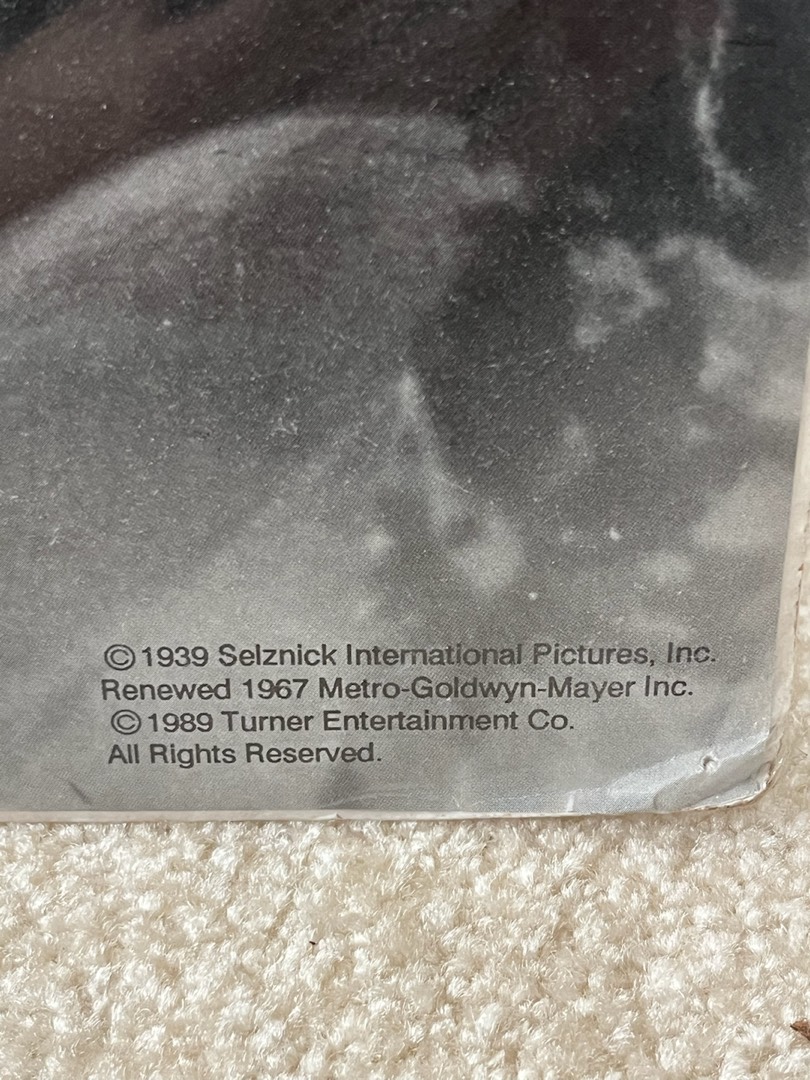 ©1939 Selznick International Pictures, Inc.
Renewed 1967 Metro-Goldwyn-Mayer Inc.
©1989 Turner Entertainment Co.
All Rights Reserved.